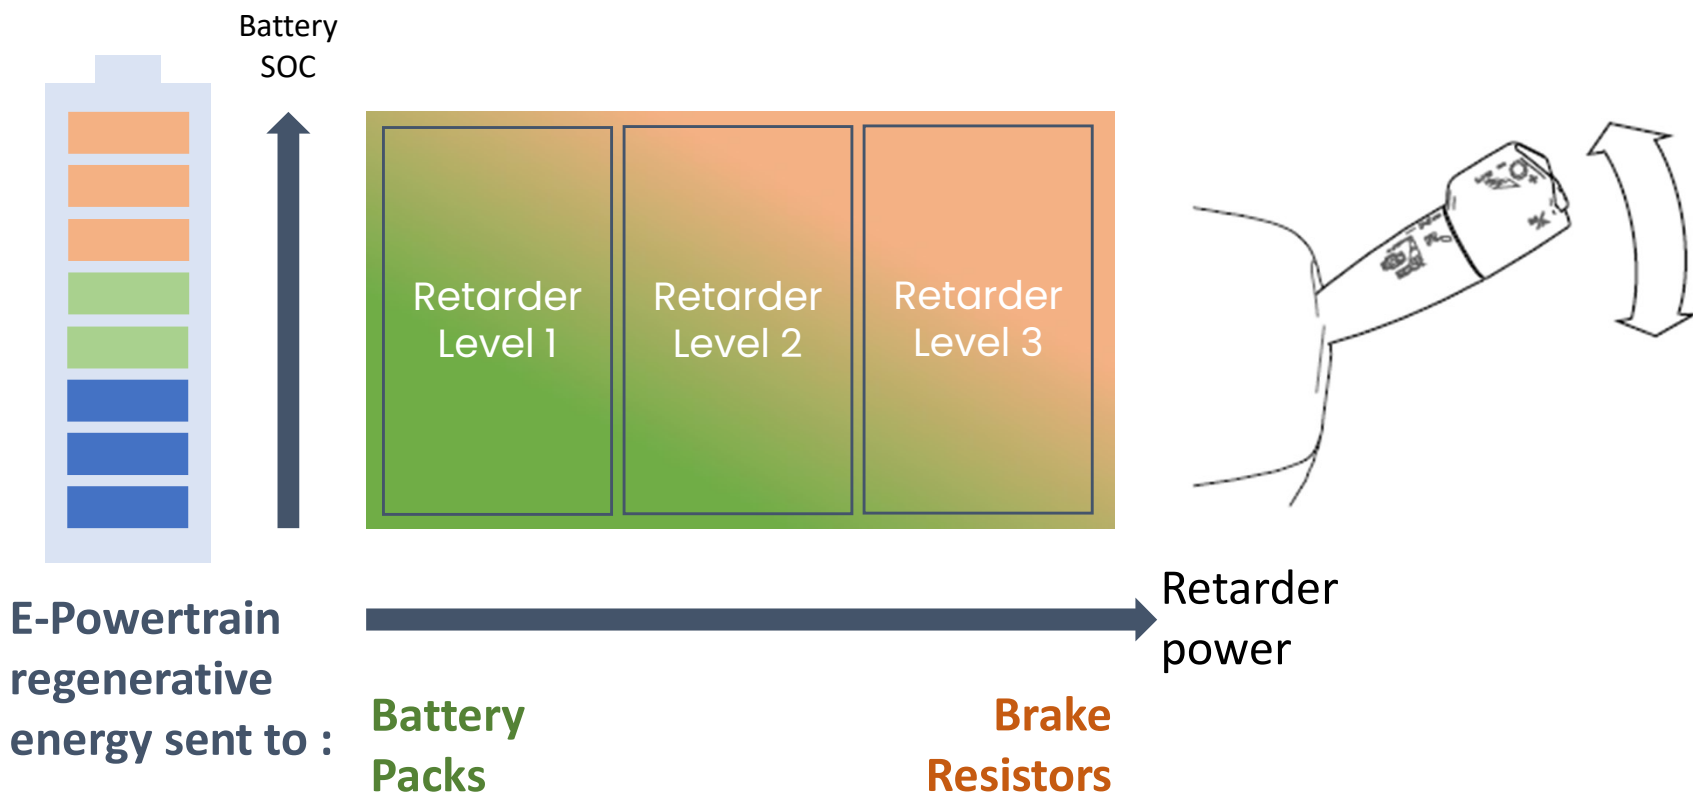 Battery
SOC
Retarder
Level 1
Retarder
Level 2
Retarder
Level 3
Retarder
power
E-Powertrain
regenerative
energy sent to :
Battery
Packs
Brake
Resistors